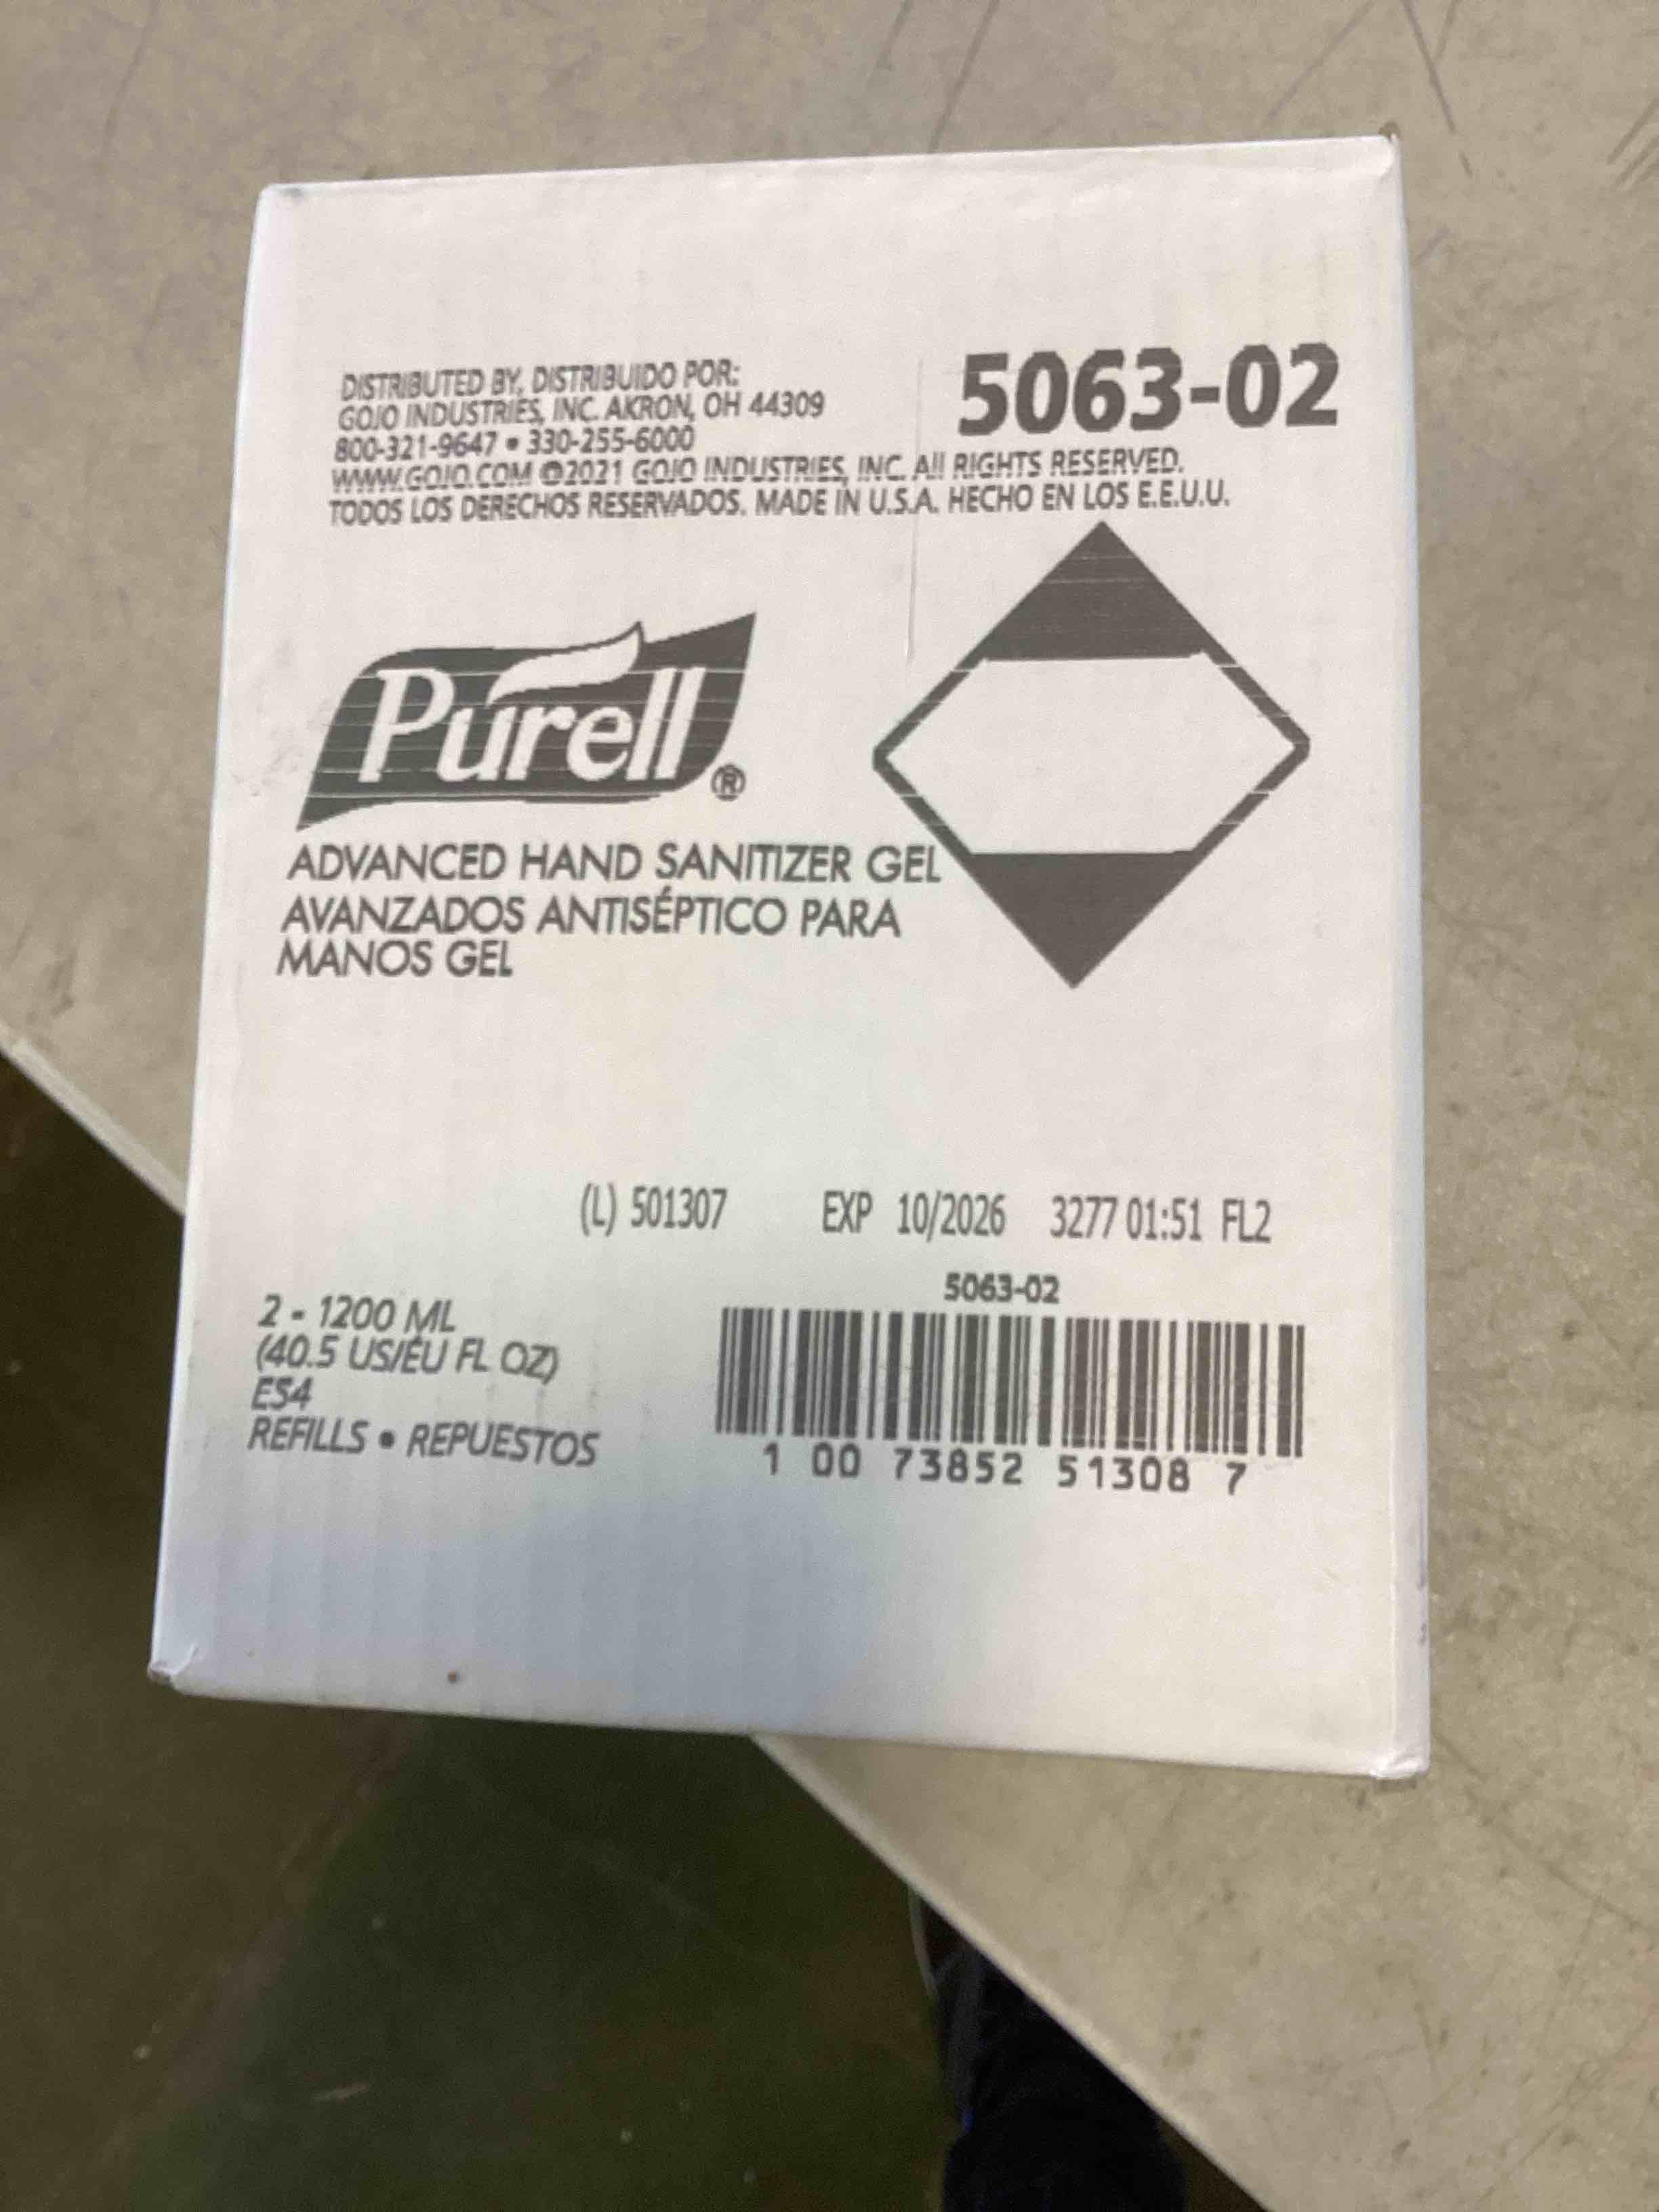 DISTRIBUTED BY, DISTRIBUIDO POR:
GOJO INDUSTRIES, INC. AKRON, OH 44309
800-321-9647 • 330-255-6000
WWW.GOJO.COM ©2021 GOJO INDUSTRIES, INC. All RIGHTS RESERVED.
TODOS LOS DERECHOS RESERVADOS. MADE IN U.S.A. HECHO EN LOS E.E.U.U.
5063-02
Purell®
ADVANCED HAND SANITIZER GEL
AVANZADOS ANTISÉPTICO PARA
MANOS GEL
(L) 501307 EXP 10/2026 3277 01:51 FL2
2 - 1200 ML
(40.5 US/EU FL OZ)
ES4
REFILLS • REPUESTOS
5063-02
1 00 73852 51308 7